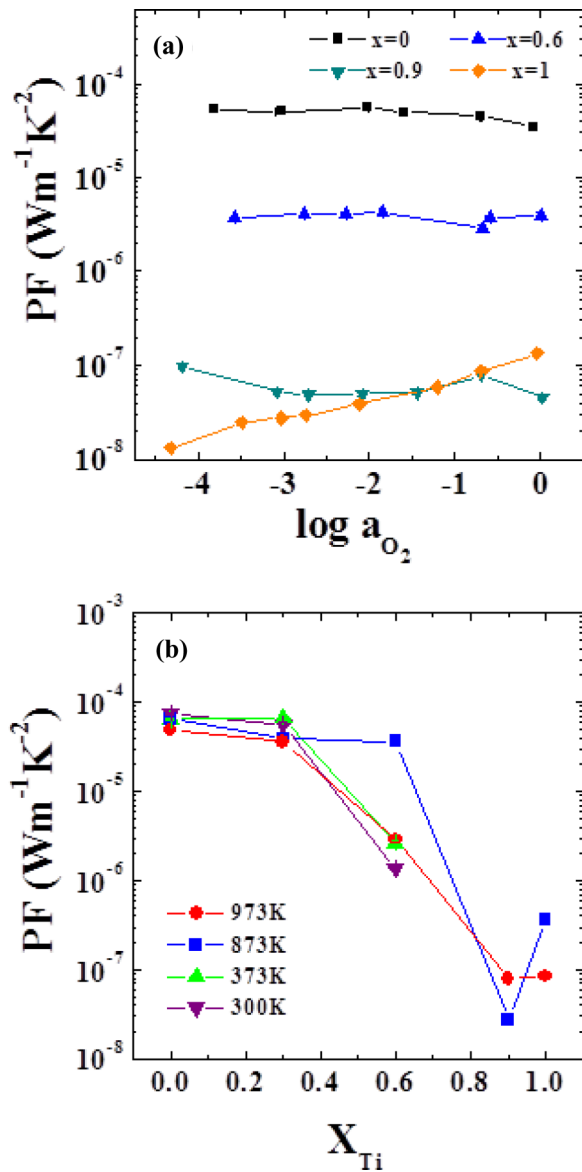 (a)
x=0 x=0.6
x=0.9 x=1
PF (Wm⁻¹K⁻²)
10⁻⁴
10⁻⁵
10⁻⁶
10⁻⁷
10⁻⁸
-4 -3 -2 -1 0
log a_O₂
(b)
PF (Wm⁻¹K⁻²)
10⁻³
10⁻⁴
10⁻⁵
10⁻⁶
10⁻⁷
10⁻⁸
973K
873K
373K
300K
0.0 0.2 0.4 0.6 0.8 1.0
X_Ti